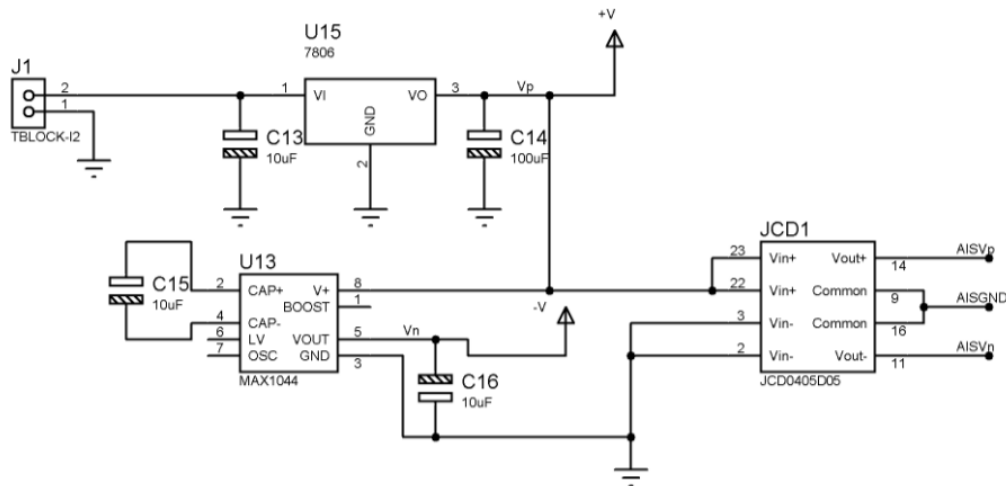 +V
U15
7806
J1
2
1
TBLOCK-I2
1
VI
VO
3
Vp
GND
2
C13
10uF
C14
100uF
JCD1
U13
C15
10uF
2
CAP+
V+
8
BOOST
1
4
CAP-
6
LV
VOUT
5
Vn
7
OSC
GND
3
MAX1044
-V
C16
10uF
23
Vin+
Vout+
14
AISVp
22
Vin+
Common
9
AISGND
3
Vin-
Common
16
2
Vin-
Vout-
11
AISVn
JCD0405D05